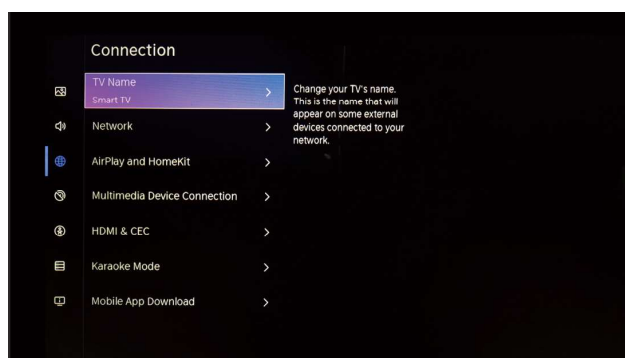 Connection
TV Name
Smart TV
Change your TV's name.
This is the name that will
appear on some external
devices connected to your
network.
Network
AirPlay and HomeKit
Multimedia Device Connection
HDMI & CEC
Karaoke Mode
Mobile App Download